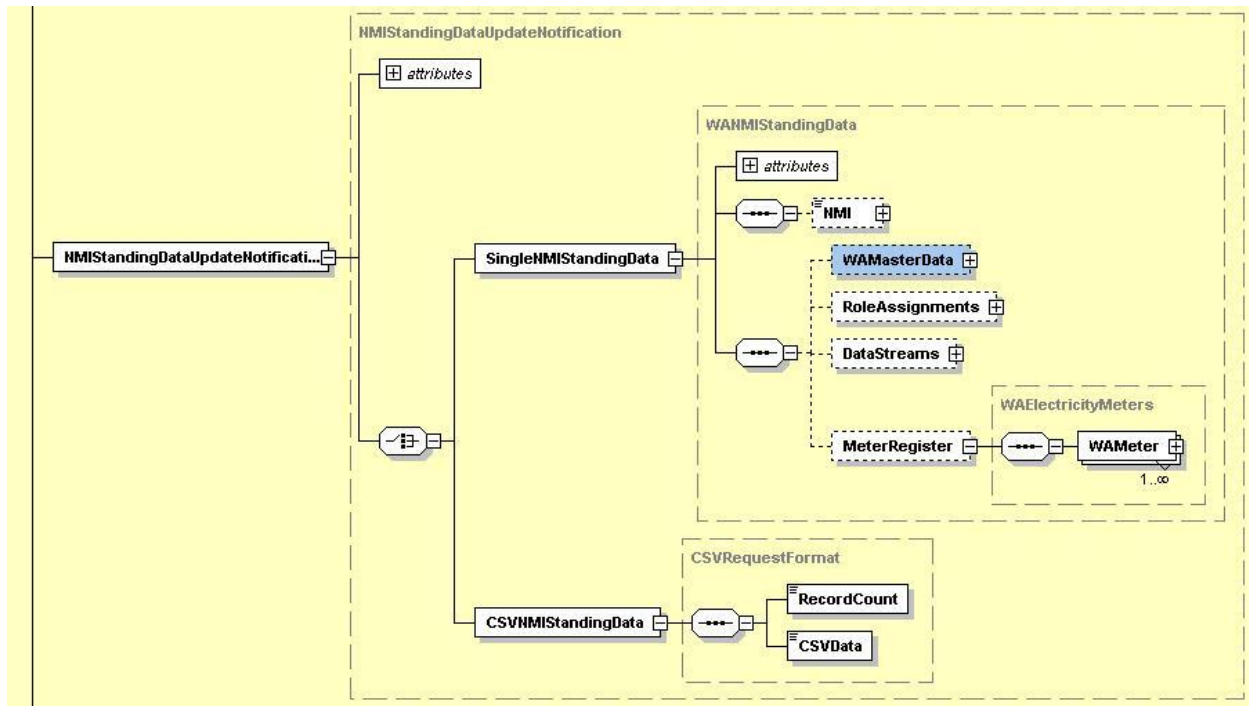 NMIStandingDataUpdateNotification
attributes
WANMIStandingData
attributes
NMI
NMIStandingDataUpdateNotificati...
SingleNMIStandingData
WAMasterData
RoleAssignments
DataStreams
WAElectricityMeters
MeterRegister
WAMeter
1..∞
CSVRequestFormat
RecordCount
CSVNMIStandingData
CSVData